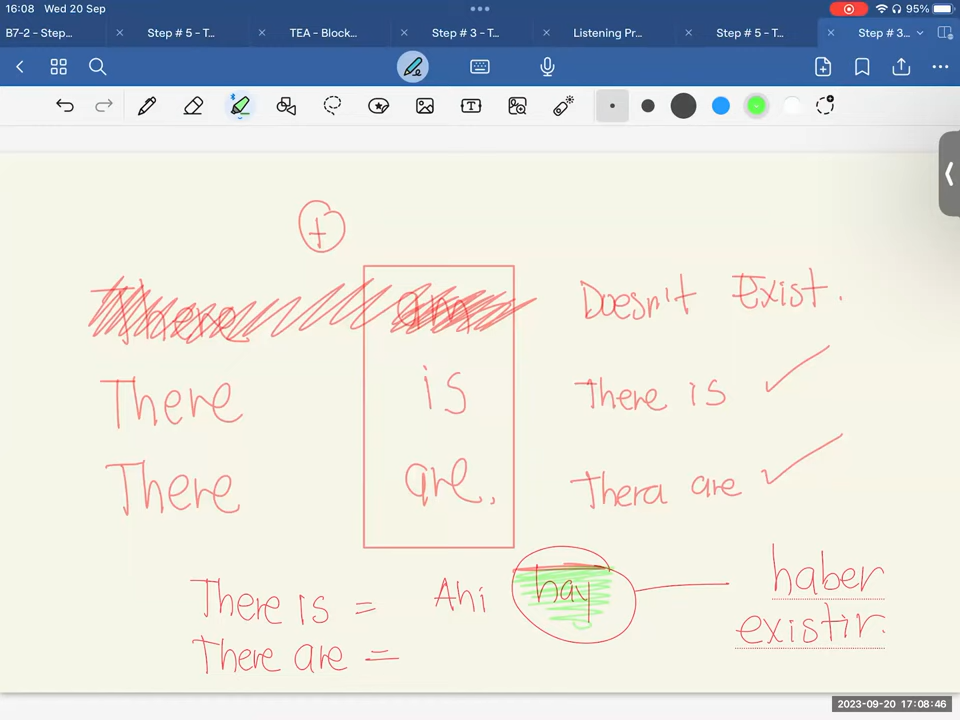 16:08 Wed 20 Sep 95%
B7-2 - Step... Step # 5 - T... TEA - Block... Step # 3 - T... Listening Pr... Step # 5 - T... Step # 3...
+
There am Doesn't Exist.
There is There is ✓
There are. Thera are ✓
There is = Ahi hay haber
There are = existir.
2023-09-20 17:08:46